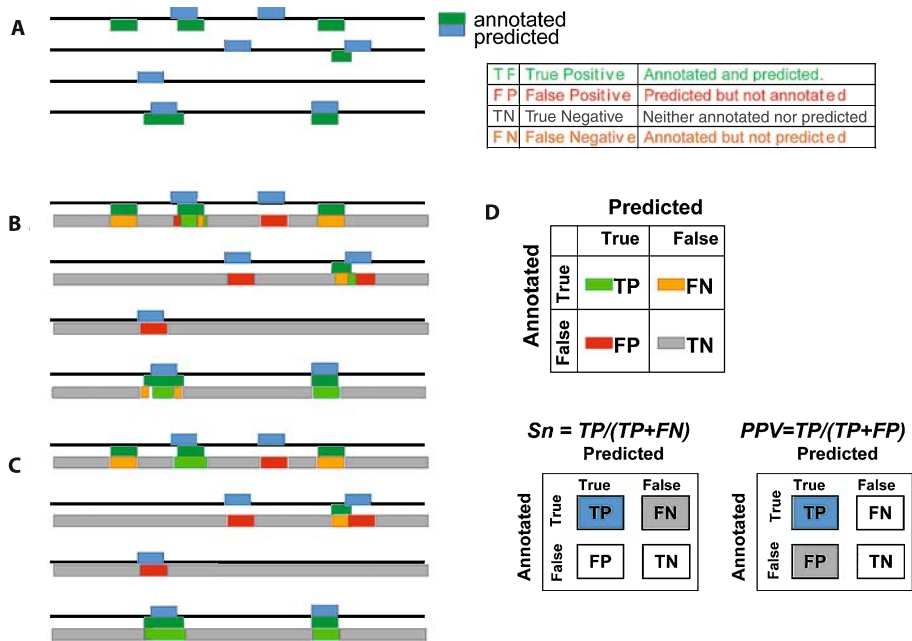 A
annotated
predicted
T F True Positive Annotated and predicted.
F P False Positive Predicted but not annotated
TN True Negative Neither annotated nor predicted
F N False Negative Annotated but not predicted
B
D
Predicted
True False
Annotated
True
TP FN
False
FP TN
C
Sn = TP/(TP+FN)
Predicted
True False
Annotated
True
TP FN
False
FP TN
PPV=TP/(TP+FP)
Predicted
True False
Annotated
True
TP FN
False
FP TN